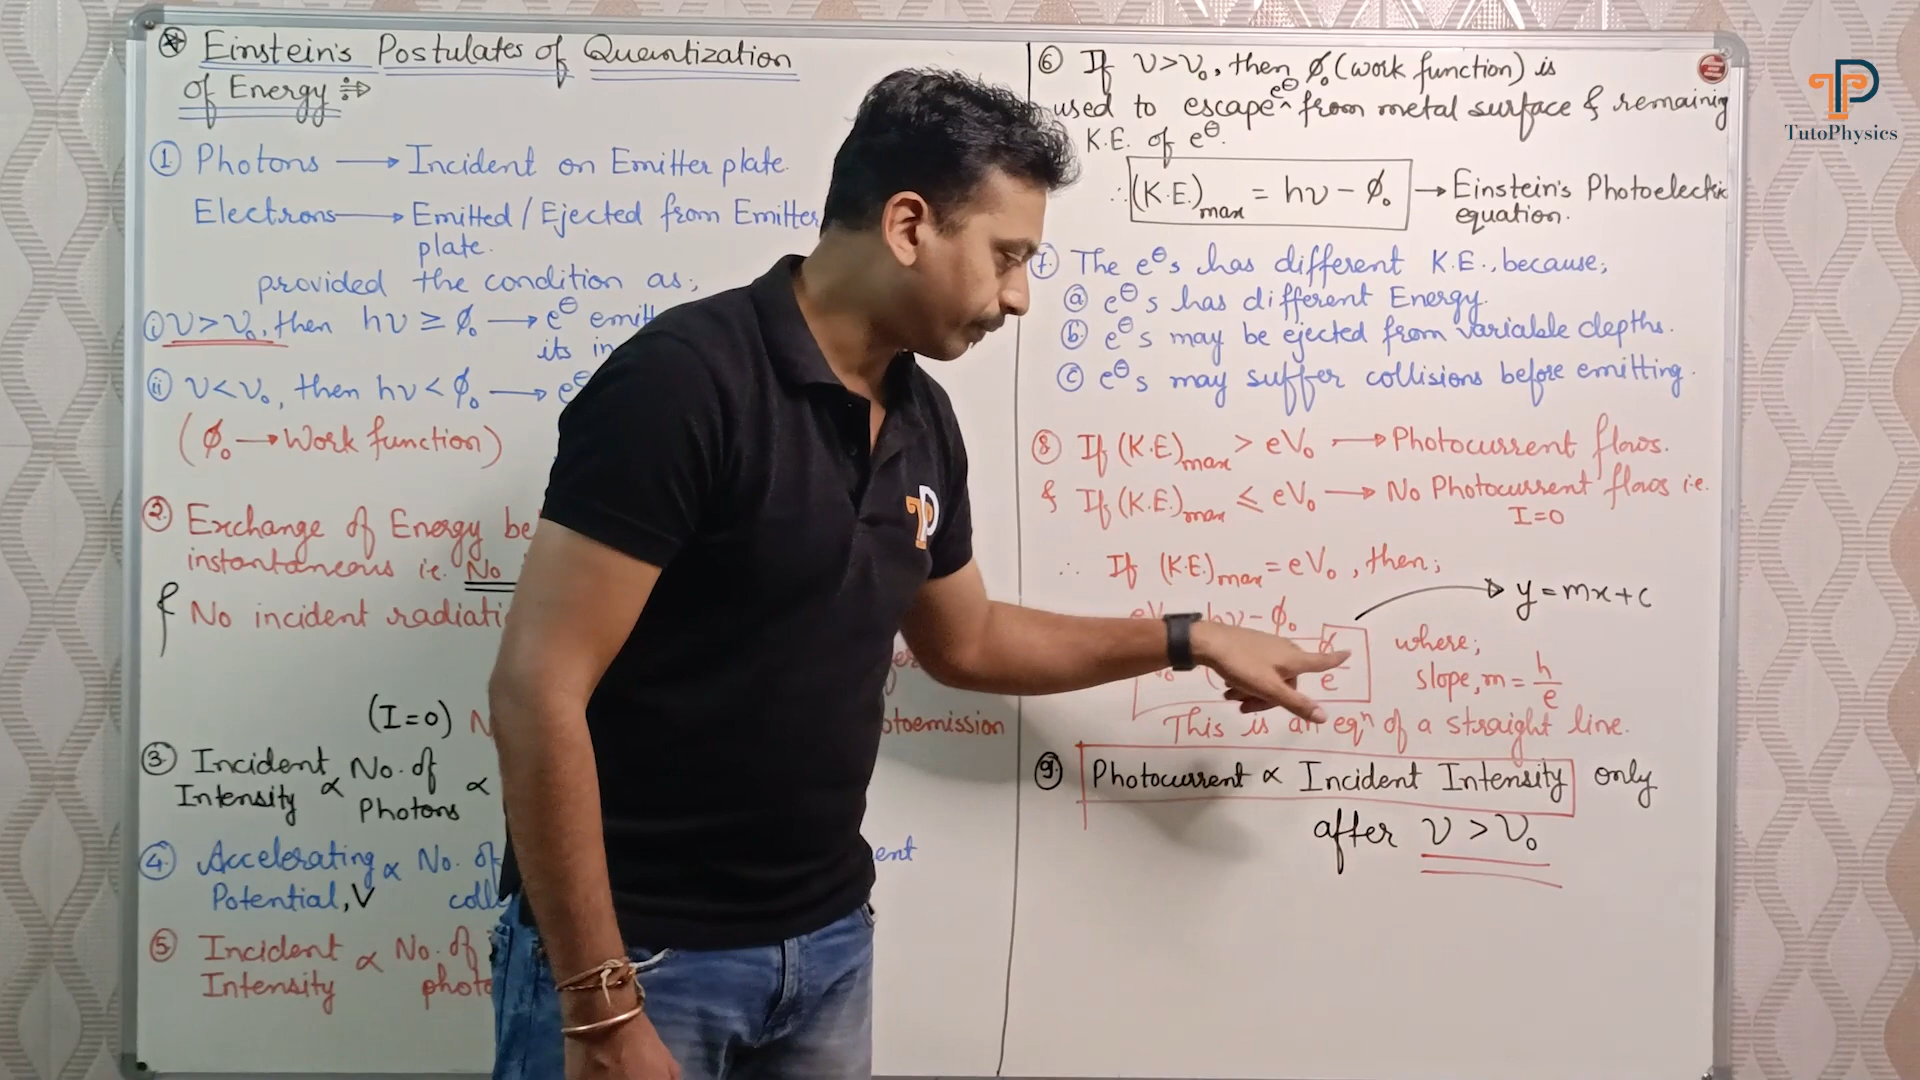 Einstein's Postulates of Quantization
of Energy
① Photons → Incident on Emitter plate.
Electrons → Emitted / Ejected from Emitter
plate.
provided the condition as;
ⓘ ν > ν₀, then hν ≥ φ₀ → e⊖ emitt
its in
ⓘⓘ ν < ν₀, then hν < φ₀ → e⊖
(φ₀ → Work function)
②. Exchange of Energy be
instantaneous i.e. No
& No incident radiati
(I=0) N
otoemission
③ Incident Intensity ∝ No. of Photons ∝
④ Accelerating Potential, V ∝ No. of coll
ent
⑤ Incident Intensity ∝ No. of photo
⑥ If ν > ν₀, then φ₀ (work function) is
used to escape e⊖ from metal surface & remaining
K.E. of e⊖.
∴ (K.E.)max = hν − φ₀ → Einstein's Photoelectric
equation.
⑦ The e⊖s has different K.E., because;
ⓐ e⊖s has different Energy.
ⓑ e⊖s may be ejected from variable depths.
ⓒ e⊖s may suffer collisions before emitting.
⑧ If (K.E.)max > eV₀ → Photocurrent flows.
& If (K.E.)max ≤ eV₀ → No Photocurrent flows i.e.
I=0
∴ If (K.E.)max = eV₀, then;
hν − φ₀
y = mx + c
e
where;
slope, m = h/e
This is an eqn of a straight line.
⑨ Photocurrent ∝ Incident Intensity only
after ν > ν₀
TP
TutoPhysics
TP